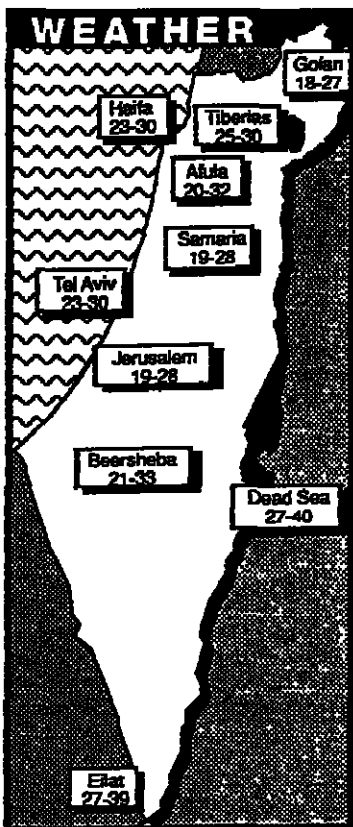 WEATHER
Golan
18-27
Haifa
23-30
Tiberias
25-30
Afula
20-32
Samaria
19-28
Tel Aviv
23-30
Jerusalem
19-28
Beersheba
21-33
Dead Sea
27-40
Eilat
27-39